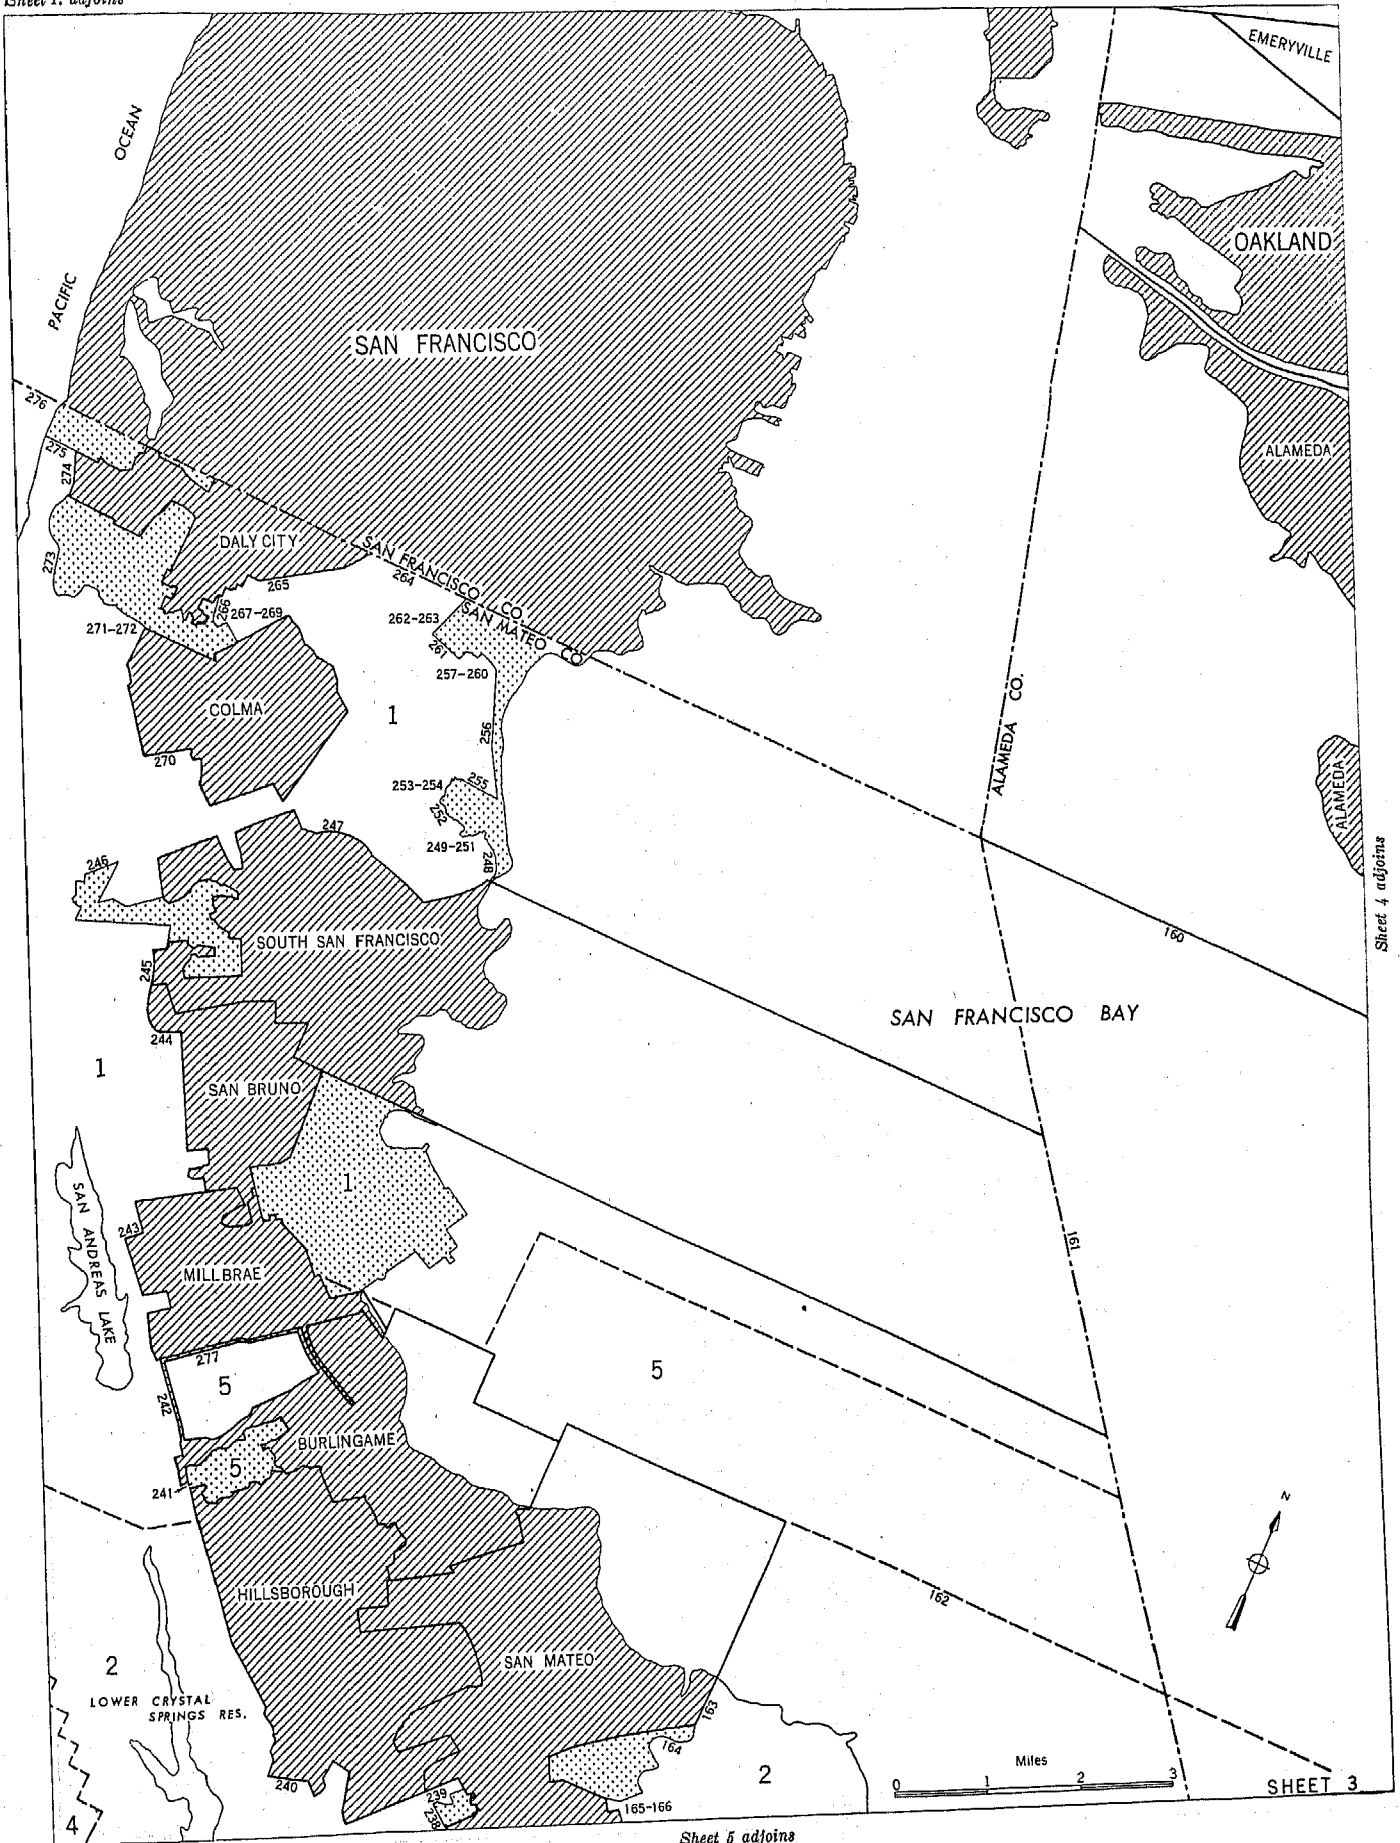 Sheet 1. adjoins
EMERYVILLE
PACIFIC OCEAN
OAKLAND
SAN FRANCISCO
276
275
274
ALAMEDA
DALY CITY
273
SAN FRANCISCO CO.
264
SAN MATEO CO.
265
266
267-269
262-263
271-272
261
257-260
COLMA
1
256
ALAMEDA CO.
270
253-254
255
252
ALAMEDA
247
249-251
248
246
Sheet 4 adjoins
160
SOUTH SAN FRANCISCO
245
SAN FRANCISCO BAY
244
1
SAN BRUNO
1
SAN ANDREAS LAKE
243
161
MILLBRAE
277
5
5
242
BURLINGAME
5
241
N
HILLSBOROUGH
162
SAN MATEO
2
LOWER CRYSTAL
SPRINGS RES.
163
164
Miles
2
240
239
0 1 2 3
SHEET 3
238
165-166
4
Sheet 5 adjoins